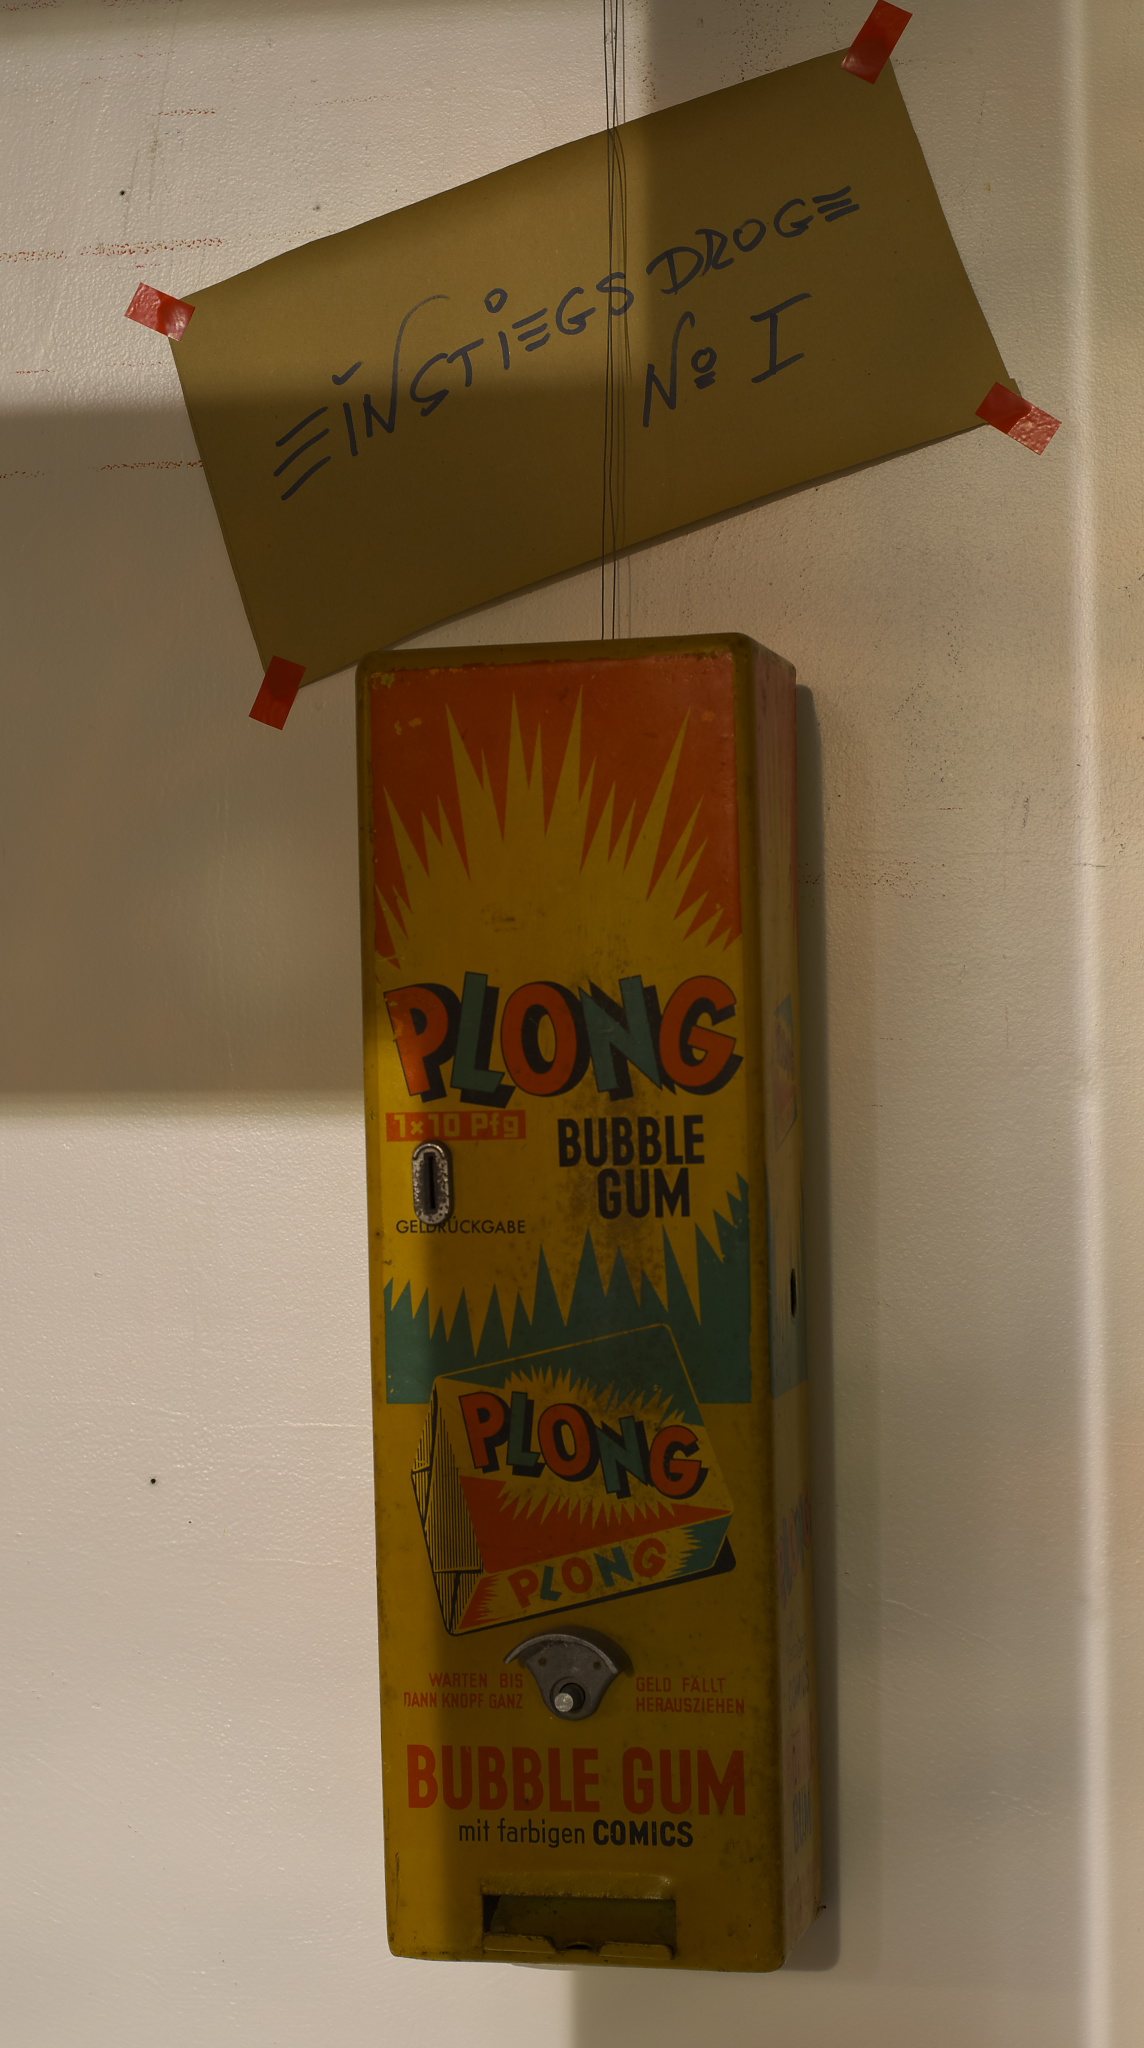 EINSTIEGSDROGE
No I
PLONG
1x10 Pfg
BUBBLE
GUM
GELDRÜCKGABE
PLONG
PLONG
WARTEN BIS GELD FÄLLT
DANN KNOPF GANZ HERAUSZIEHEN
BUBBLE GUM
mit farbigen COMICS